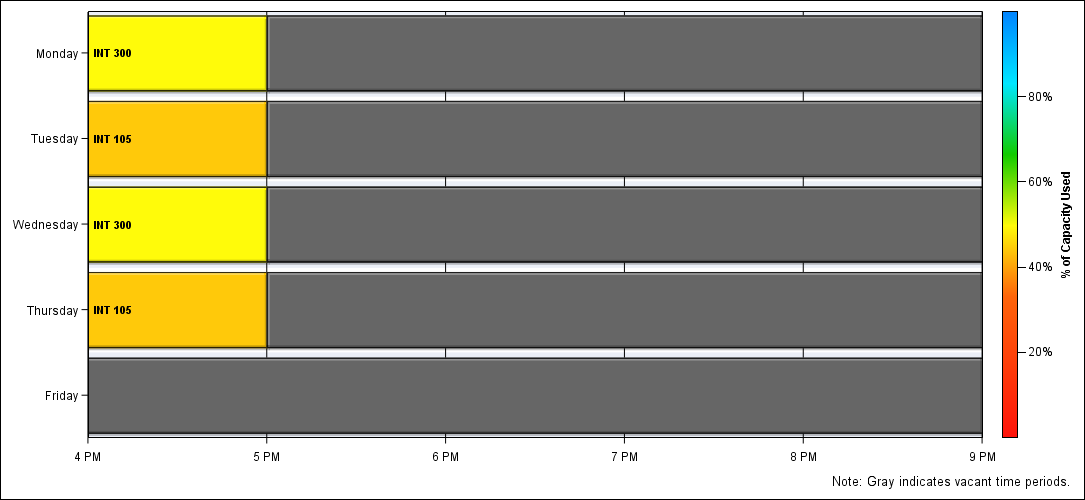 Monday
INT 300
Tuesday
INT 105
Wednesday
INT 300
Thursday
INT 105
Friday
4 PM 5 PM 6 PM 7 PM 8 PM 9 PM
80%
60%
40%
20%
% of Capacity Used
Note: Gray indicates vacant time periods.